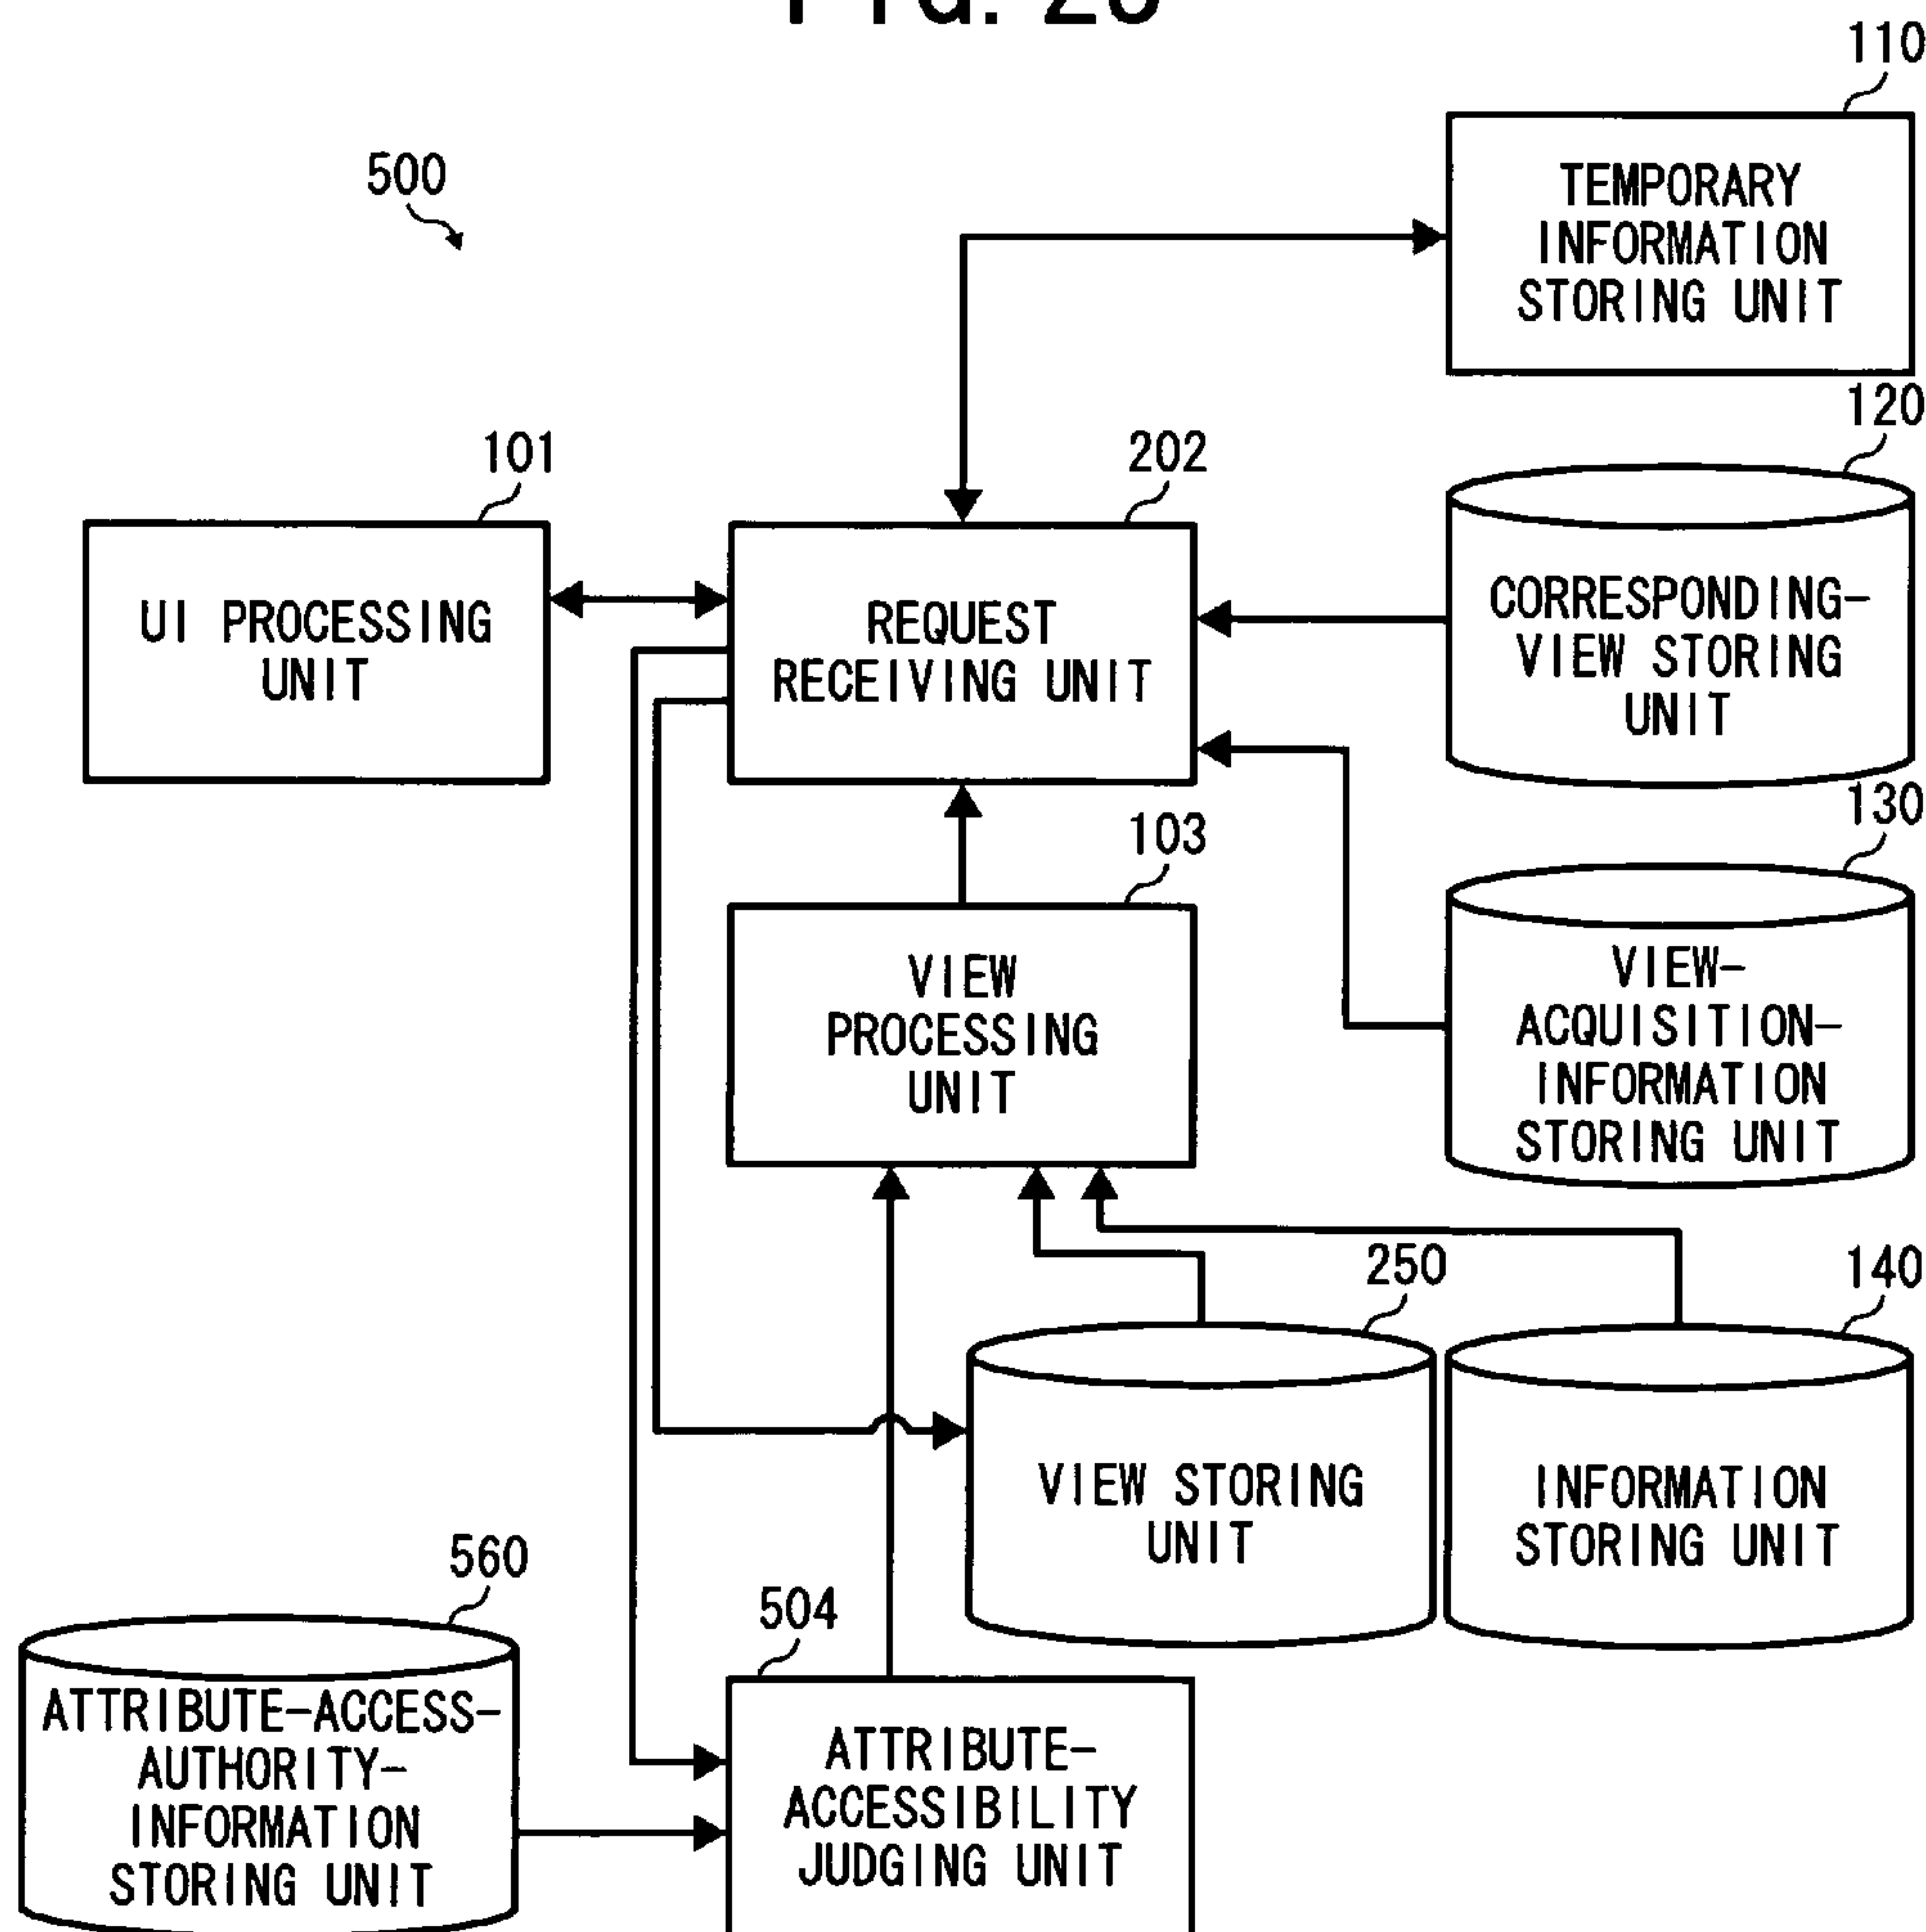 110
500
TEMPORARY
INFORMATION
STORING UNIT
120
101
202
UI PROCESSING
UNIT
REQUEST
RECEIVING UNIT
CORRESPONDING-
VIEW STORING
UNIT
103
130
VIEW
PROCESSING
UNIT
VIEW-
ACQUISITION-
INFORMATION
STORING UNIT
250
140
VIEW STORING
UNIT
INFORMATION
STORING UNIT
560
504
ATTRIBUTE-ACCESS-
AUTHORITY-
INFORMATION
STORING UNIT
ATTRIBUTE-
ACCESSIBILITY
JUDGING UNIT